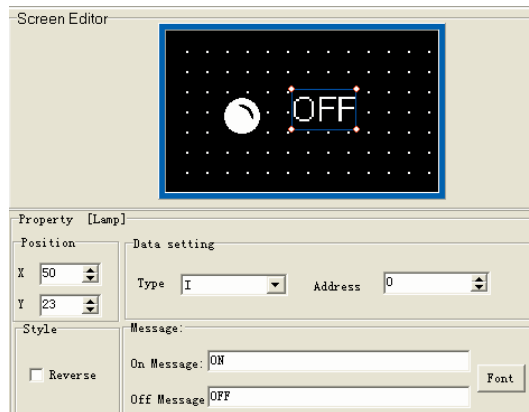 Screen Editor
OFF
Property [Lamp]
Position
X 50
Y 23
Data setting
Type I Address 0
Style
Reverse
Message:
On Message: ON
Off Message OFF
Font